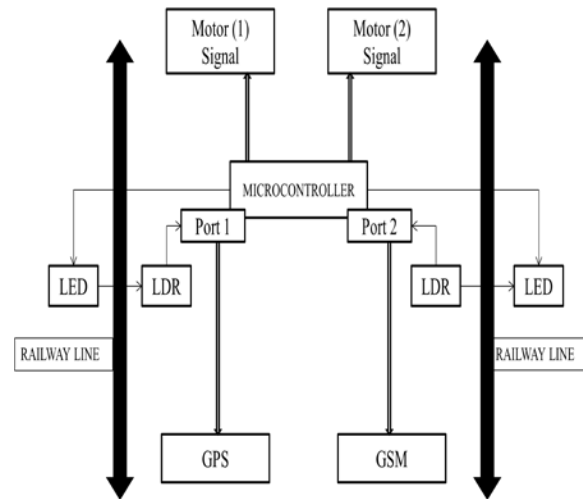 Motor (1)
Signal
Motor (2)
Signal
MICROCONTROLLER
Port 1
Port 2
LED
LDR
LDR
LED
RAILWAY LINE
RAILWAY LINE
GPS
GSM